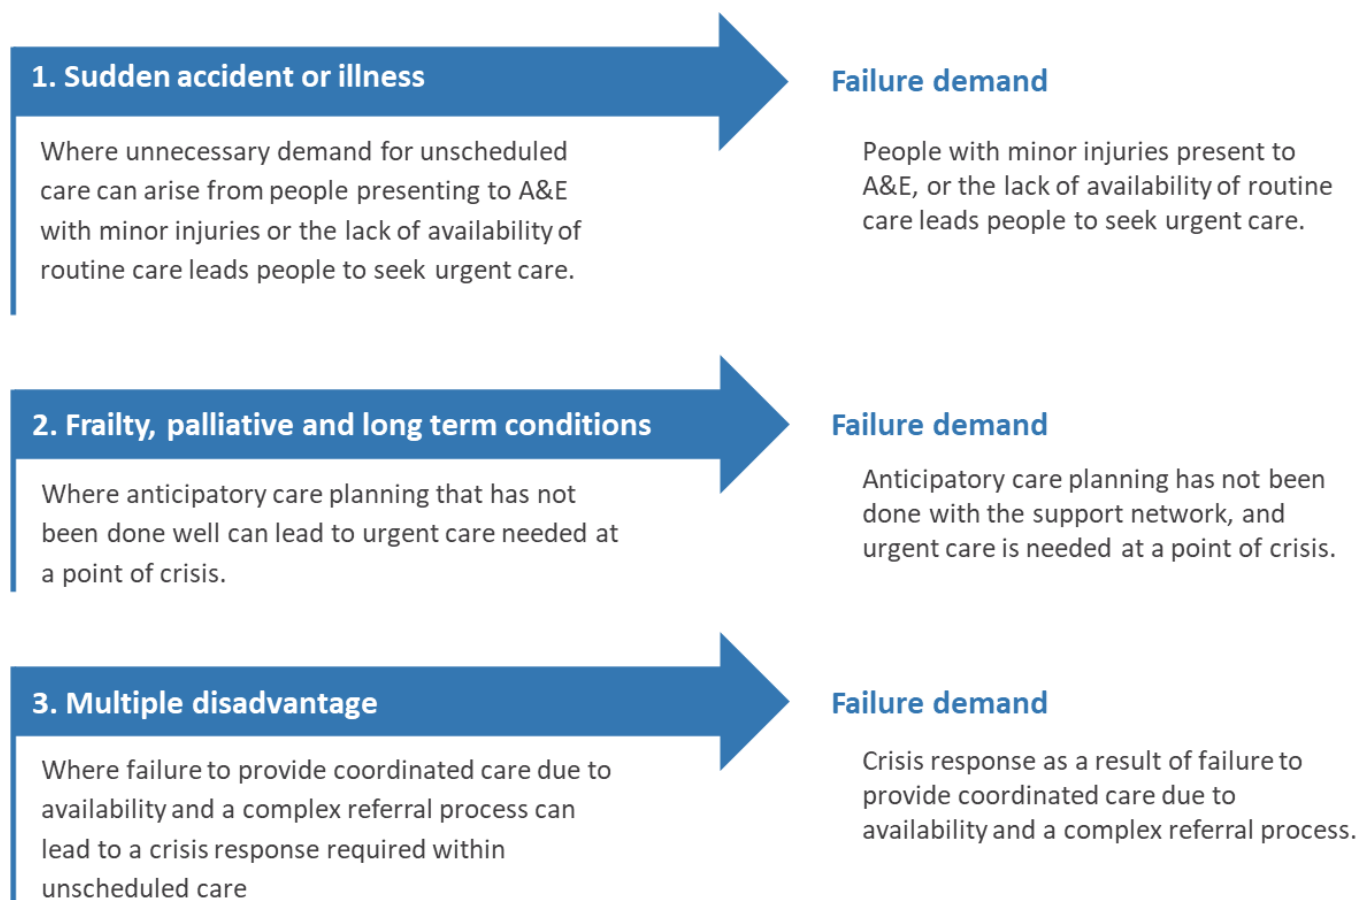 1. Sudden accident or illness
Where unnecessary demand for unscheduled
care can arise from people presenting to A&E
with minor injuries or the lack of availability of
routine care leads people to seek urgent care.
Failure demand
People with minor injuries present to
A&E, or the lack of availability of routine
care leads people to seek urgent care.
2. Frailty, palliative and long term conditions
Where anticipatory care planning that has not
been done well can lead to urgent care needed at
a point of crisis.
Failure demand
Anticipatory care planning has not been
done with the support network, and
urgent care is needed at a point of crisis.
3. Multiple disadvantage
Where failure to provide coordinated care due to
availability and a complex referral process can
lead to a crisis response required within
unscheduled care
Failure demand
Crisis response as a result of failure to
provide coordinated care due to
availability and a complex referral process.